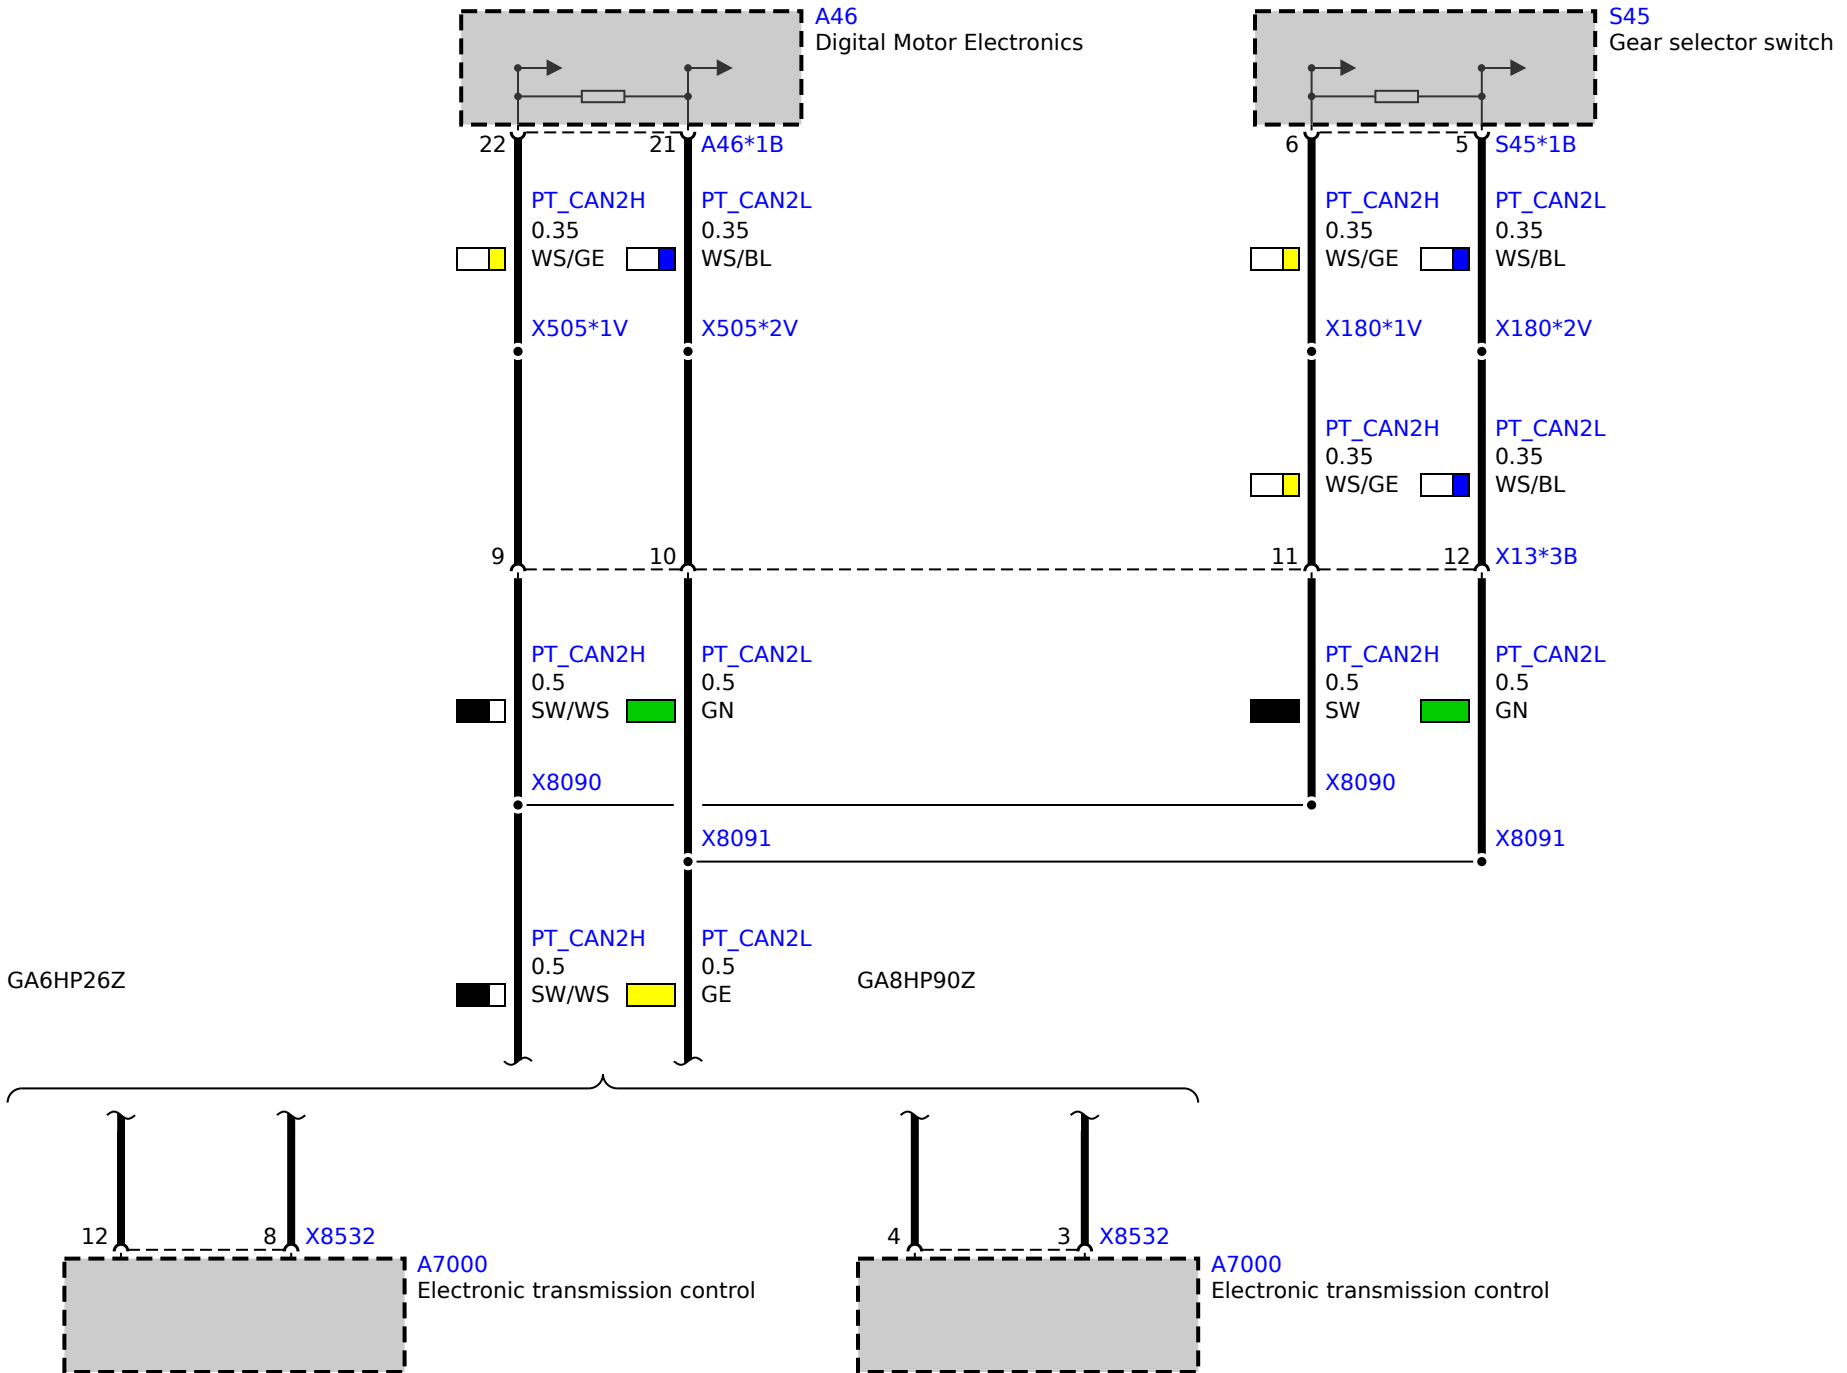 A46
Digital Motor Electronics
S45
Gear selector switch
22
21
A46*1B
6
5
S45*1B
PT_CAN2H
0.35
WS/GE
PT_CAN2L
0.35
WS/BL
PT_CAN2H
0.35
WS/GE
PT_CAN2L
0.35
WS/BL
X505*1V
X505*2V
X180*1V
X180*2V
PT_CAN2H
0.35
WS/GE
PT_CAN2L
0.35
WS/BL
9
10
11
12
X13*3B
PT_CAN2H
0.5
SW/WS
PT_CAN2L
0.5
GN
PT_CAN2H
0.5
SW
PT_CAN2L
0.5
GN
X8090
X8090
X8091
X8091
PT_CAN2H
0.5
SW/WS
PT_CAN2L
0.5
GE
GA6HP26Z
GA8HP90Z
12
8
X8532
4
3
X8532
A7000
Electronic transmission control
A7000
Electronic transmission control